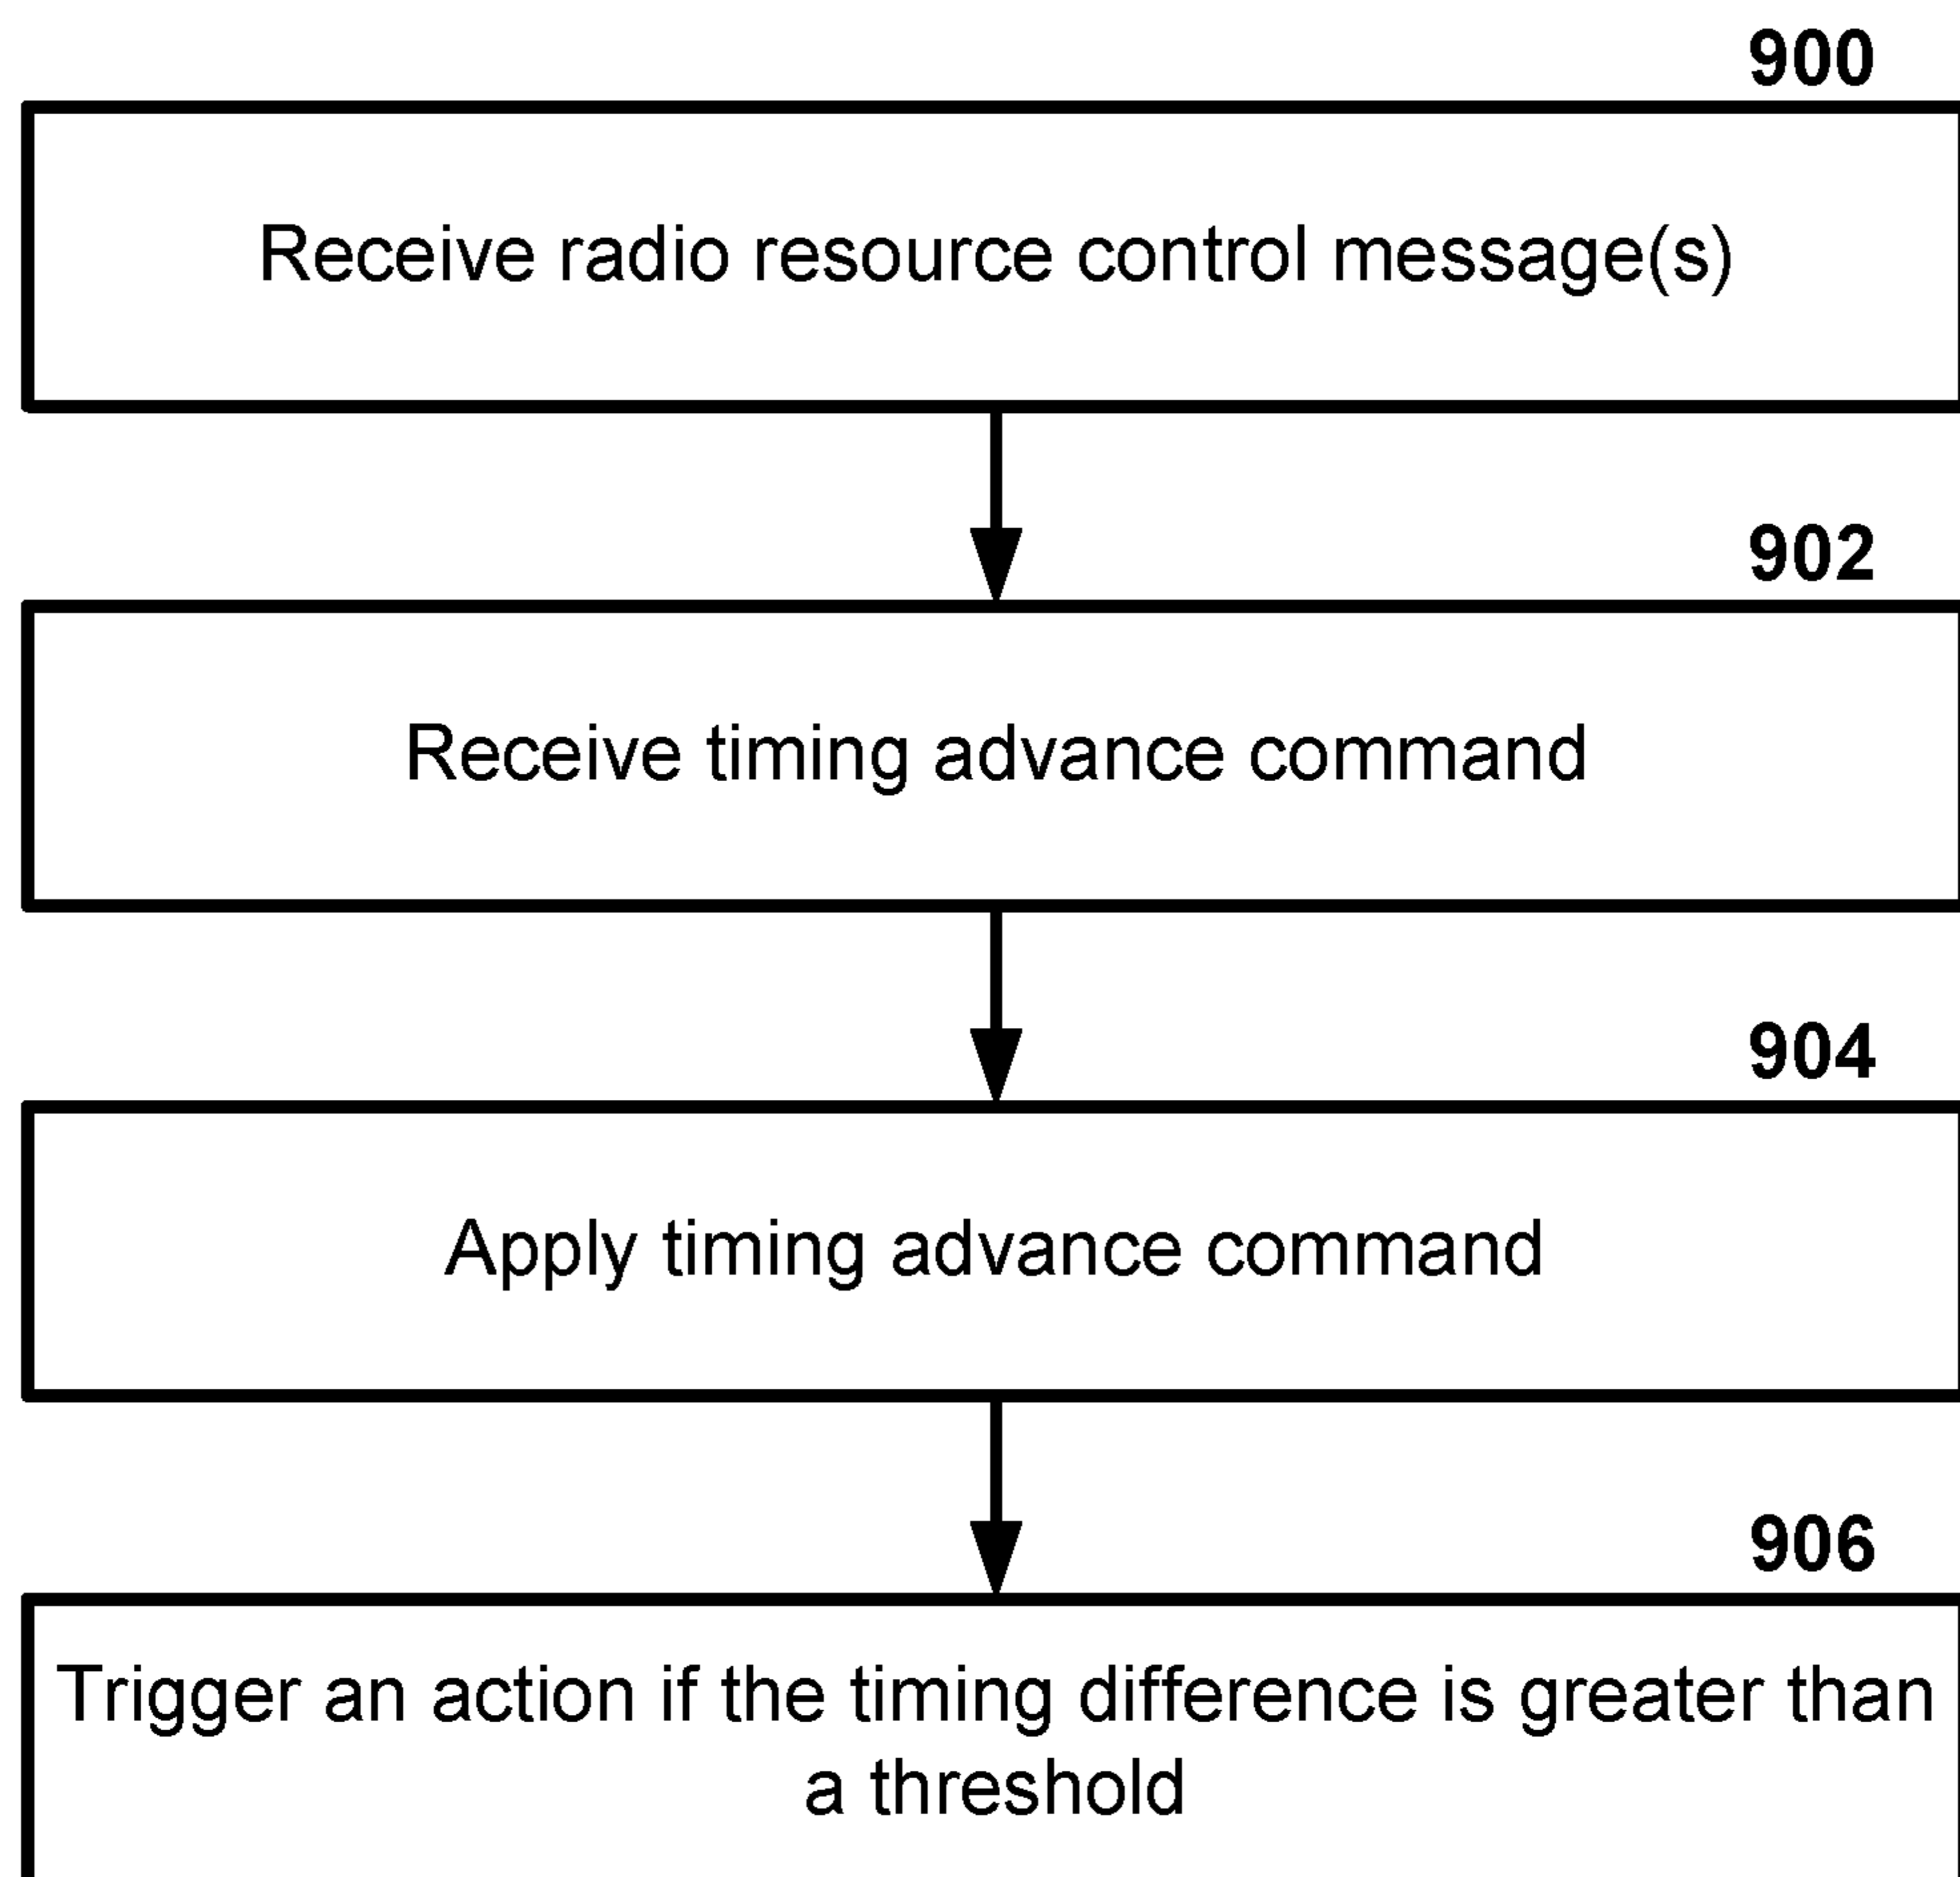 900
Receive radio resource control message(s)
902
Receive timing advance command
904
Apply timing advance command
906
Trigger an action if the timing difference is greater than
a threshold